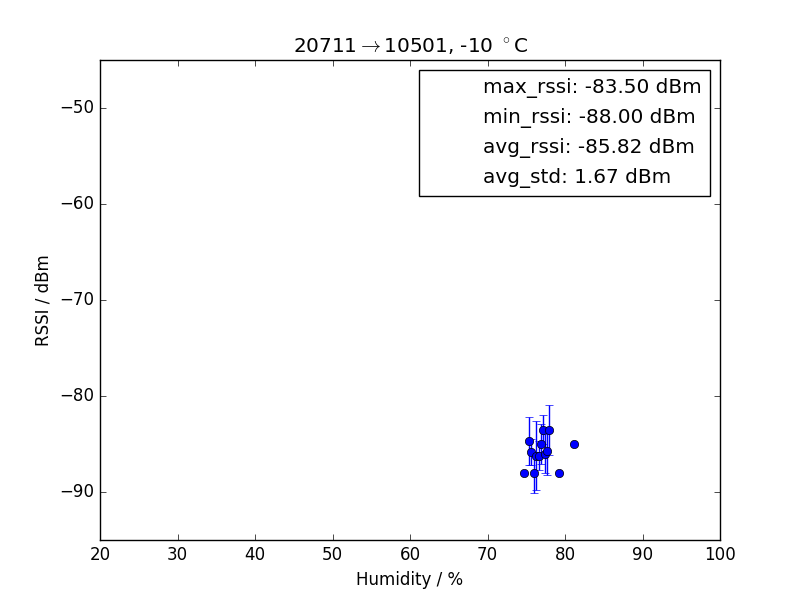 20711→10501, -10 °C
max_rssi: -83.50 dBm
min_rssi: -88.00 dBm
avg_rssi: -85.82 dBm
avg_std: 1.67 dBm
−50
−60
−70
−80
−90
RSSI / dBm
20 30 40 50 60 70 80 90 100
Humidity / %